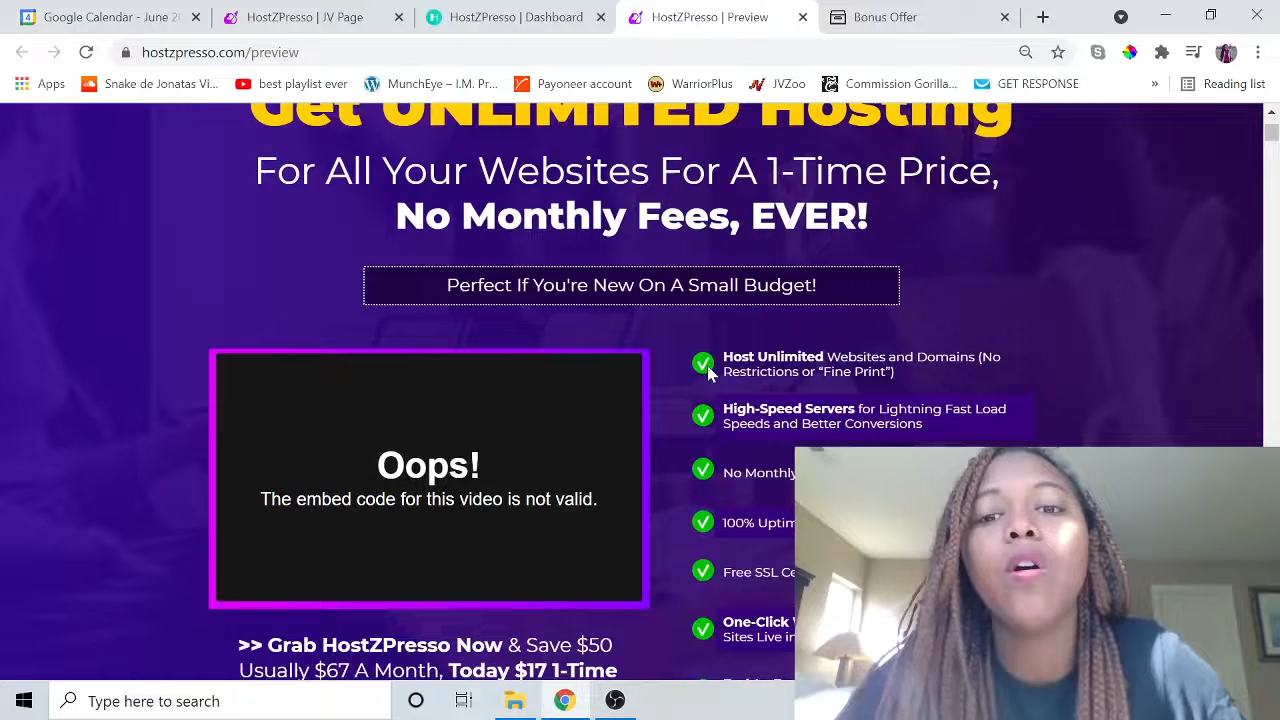 Google Calendar - June 2
HostZPresso | JV Page
HostZPresso | Dashboard
HostZPresso | Preview
Bonus Offer
hostzpresso.com/preview
Apps
Snake de Jonatas Vi...
best playlist ever
MunchEye – I.M. Pr...
Payoneer account
WarriorPlus
JVZoo
Commission Gorilla...
GET RESPONSE
»
Reading list
Get UNLIMITED Hosting
For All Your Websites For A 1-Time Price,
No Monthly Fees, EVER!
Perfect If You're New On A Small Budget!
Oops!
The embed code for this video is not valid.
>> Grab HostZPresso Now & Save $50
Usually $67 A Month, Today $17 1-Time
Host Unlimited Websites and Domains (No
Restrictions or “Fine Print”)
High-Speed Servers for Lightning Fast Load
Speeds and Better Conversions
No Monthly
100% Uptim
Free SSL Ce
One-Click
Sites Live in
Type here to search